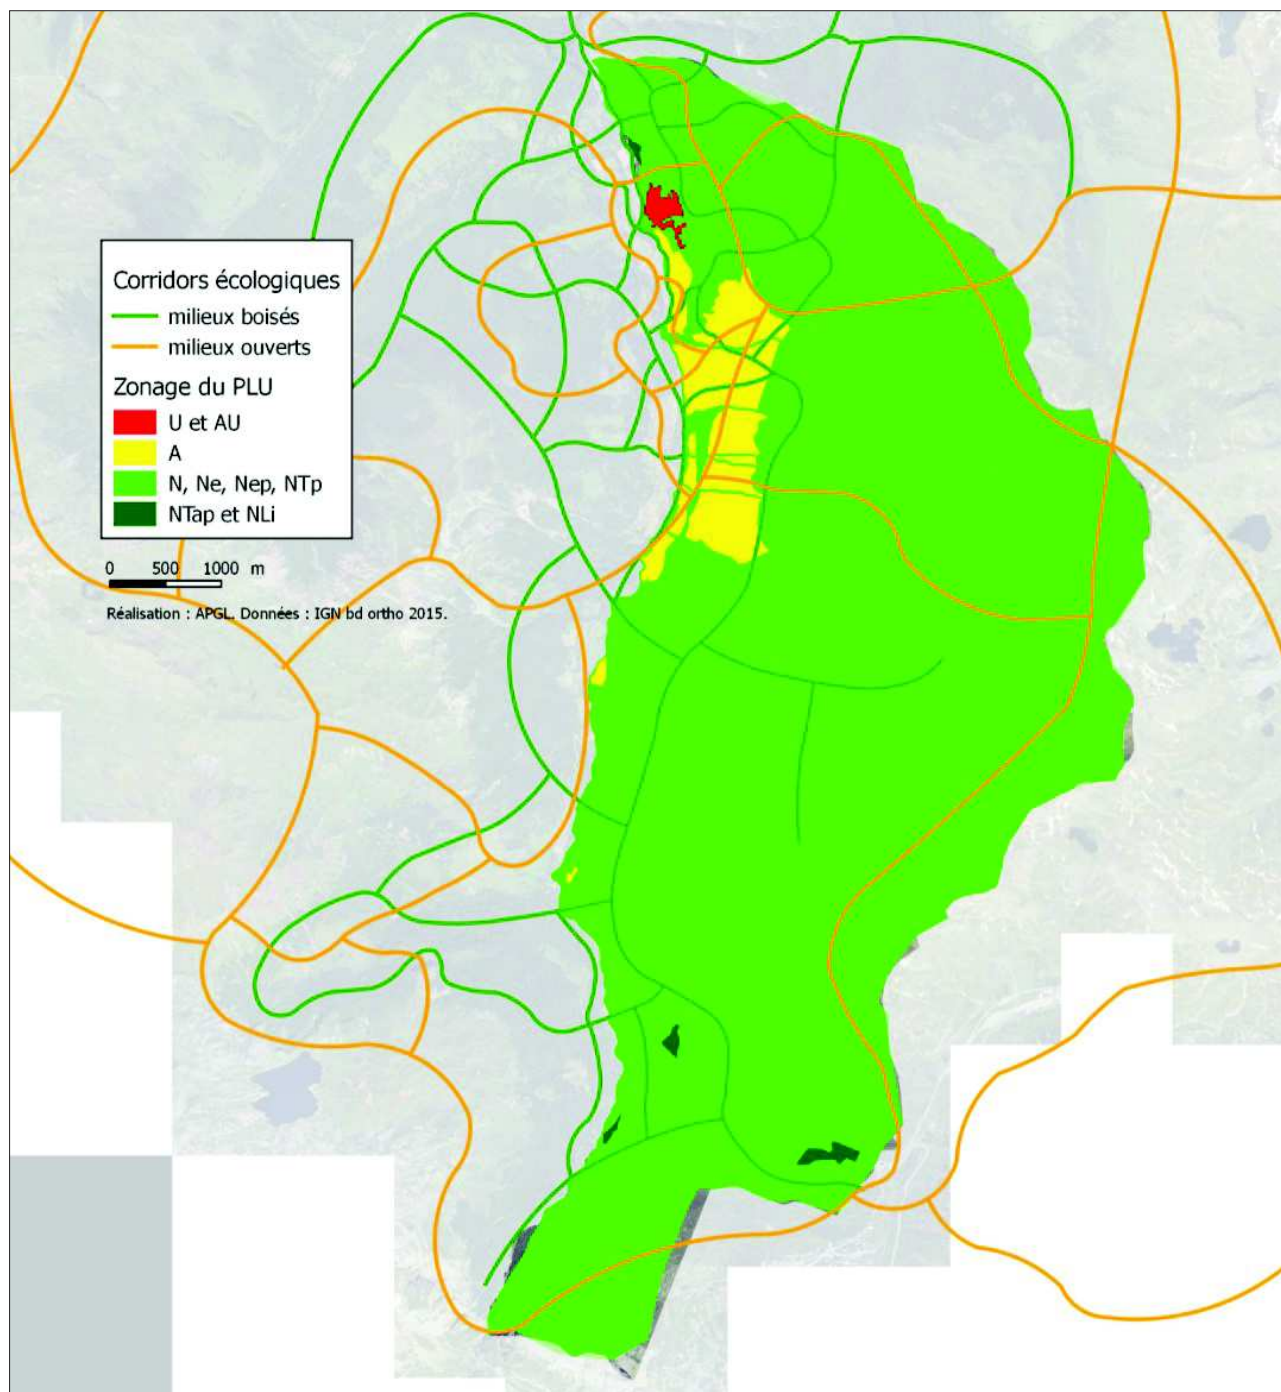 Corridors écologiques
milieux boisés
milieux ouverts
Zonage du PLU
U et AU
A
N, Ne, Nep, NTp
NTap et NLi
0 500 1000 m
Réalisation : APGL. Données : IGN bd ortho 2015.